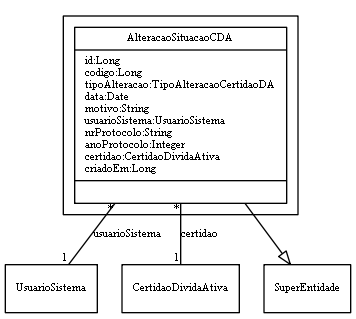 AlteracaoSituacaoCDA
id:Long
codigo:Long
tipoAlteracao:TipoAlteracaoCertidaoDA
data:Date
motivo:String
usuarioSistema:UsuarioSistema
nrProtocolo:String
anoProtocolo:Integer
certidao:CertidaoDividaAtiva
criadoEm:Long
* *
usuarioSistema certidao
1 1
UsuarioSistema CertidaoDividaAtiva SuperEntidade